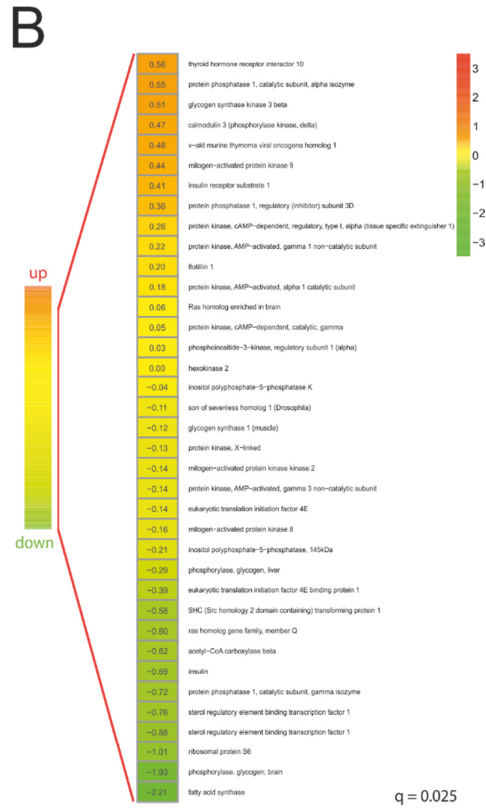 B
0.56 thyroid hormone receptor interactor 10
0.55 protein phosphatase 1, catalytic subunit, alpha isozyme
0.51 glycogen synthase kinase 3 beta
0.47 calmodulin 3 (phosphorylase kinase, delta)
0.46 v-akt murine thymoma viral oncogene homolog 1
0.44 mitogen-activated protein kinase 9
0.41 insulin receptor substrate 1
0.36 protein phosphatase 1, regulatory (inhibitor) subunit 3D
0.26 protein kinase, cAMP-dependent, regulatory, type I, alpha (tissue specific extinguisher 1)
0.22 protein kinase, AMP-activated, gamma 1 non-catalytic subunit
0.20 flotillin 1
0.18 protein kinase, AMP-activated, alpha 1 catalytic subunit
0.06 Ras homolog enriched in brain
0.05 protein kinase, cAMP-dependent, catalytic, gamma
0.03 phosphoinositide-3-kinase, regulatory subunit 1 (alpha)
0.00 hexokinase 2
−0.04 inositol polyphosphate-5-phosphatase K
−0.11 son of sevenless homolog 1 (Drosophila)
−0.12 glycogen synthase 1 (muscle)
−0.13 protein kinase, X-linked
−0.14 mitogen-activated protein kinase kinase 2
−0.14 protein kinase, AMP-activated, gamma 3 non-catalytic subunit
−0.14 eukaryotic translation initiation factor 4E
−0.16 mitogen-activated protein kinase 8
−0.21 inositol polyphosphate-5-phosphatase, 145kDa
−0.29 phosphorylase, glycogen, liver
−0.39 eukaryotic translation initiation factor 4E binding protein 1
−0.58 SHC (Src homology 2 domain containing) transforming protein 1
−0.60 ras homolog gene family, member Q
−0.62 acetyl-CoA carboxylase beta
−0.69 insulin
−0.72 protein phosphatase 1, catalytic subunit, gamma isozyme
−0.76 sterol regulatory element binding transcription factor 1
−0.88 sterol regulatory element binding transcription factor 1
−1.01 ribosomal protein S6
−1.93 phosphorylase, glycogen; brain
−2.21 fatty acid synthase
up
down
3
2
1
0
−1
−2
−3
q = 0.025